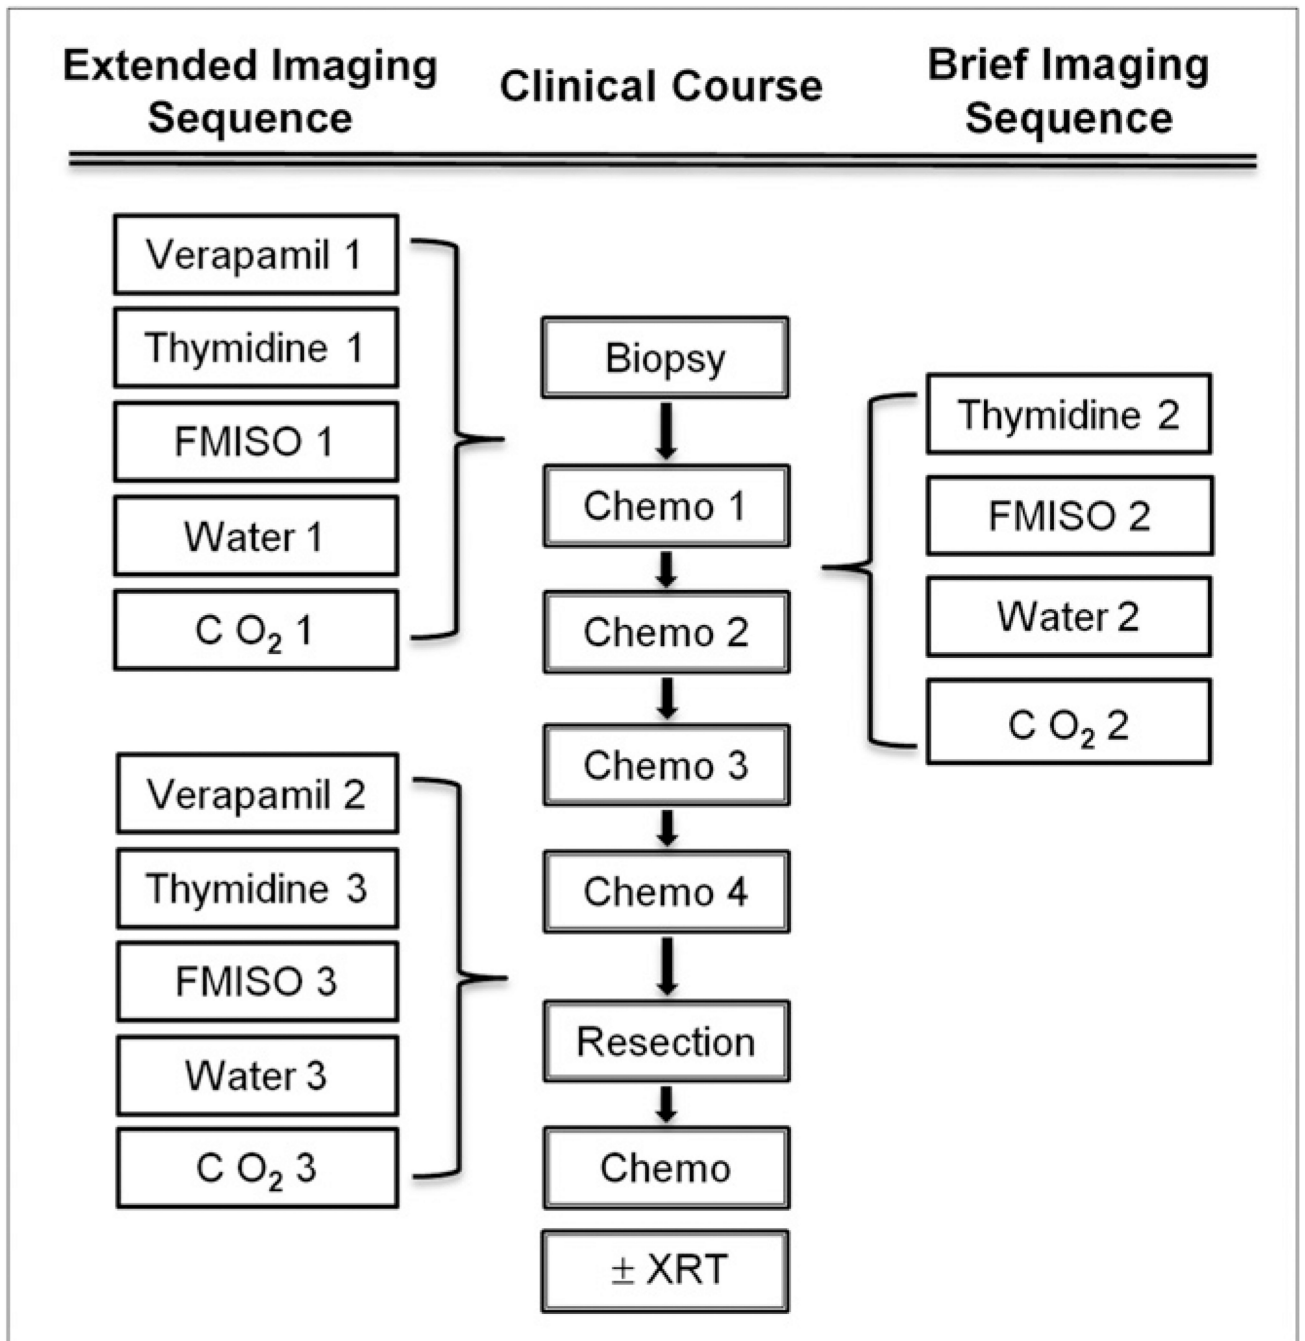 Extended Imaging
Sequence
Clinical Course
Brief Imaging
Sequence
Verapamil 1
Thymidine 1
FMISO 1
Water 1
C O₂ 1
Verapamil 2
Thymidine 3
FMISO 3
Water 3
C O₂ 3
Biopsy
Chemo 1
Chemo 2
Chemo 3
Chemo 4
Resection
Chemo
± XRT
Thymidine 2
FMISO 2
Water 2
C O₂ 2